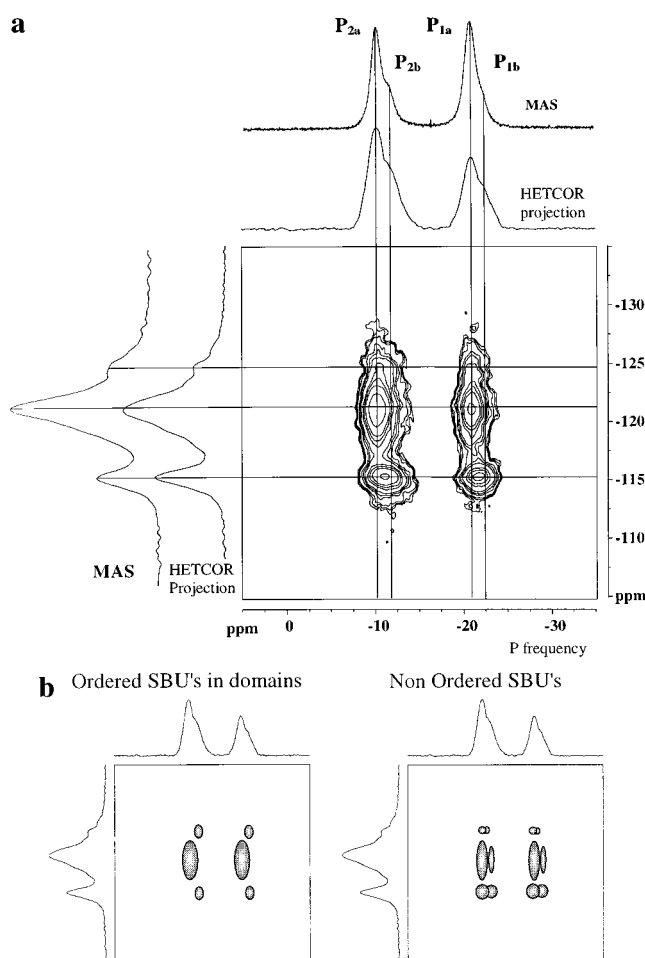 a
P2a
P1a
P2b
P1b
MAS
HETCOR
projection
-130
-125
-120
-115
-110
ppm
MAS
HETCOR
Projection
ppm 0 -10 -20 -30
P frequency
b
Ordered SBU's in domains
Non Ordered SBU's